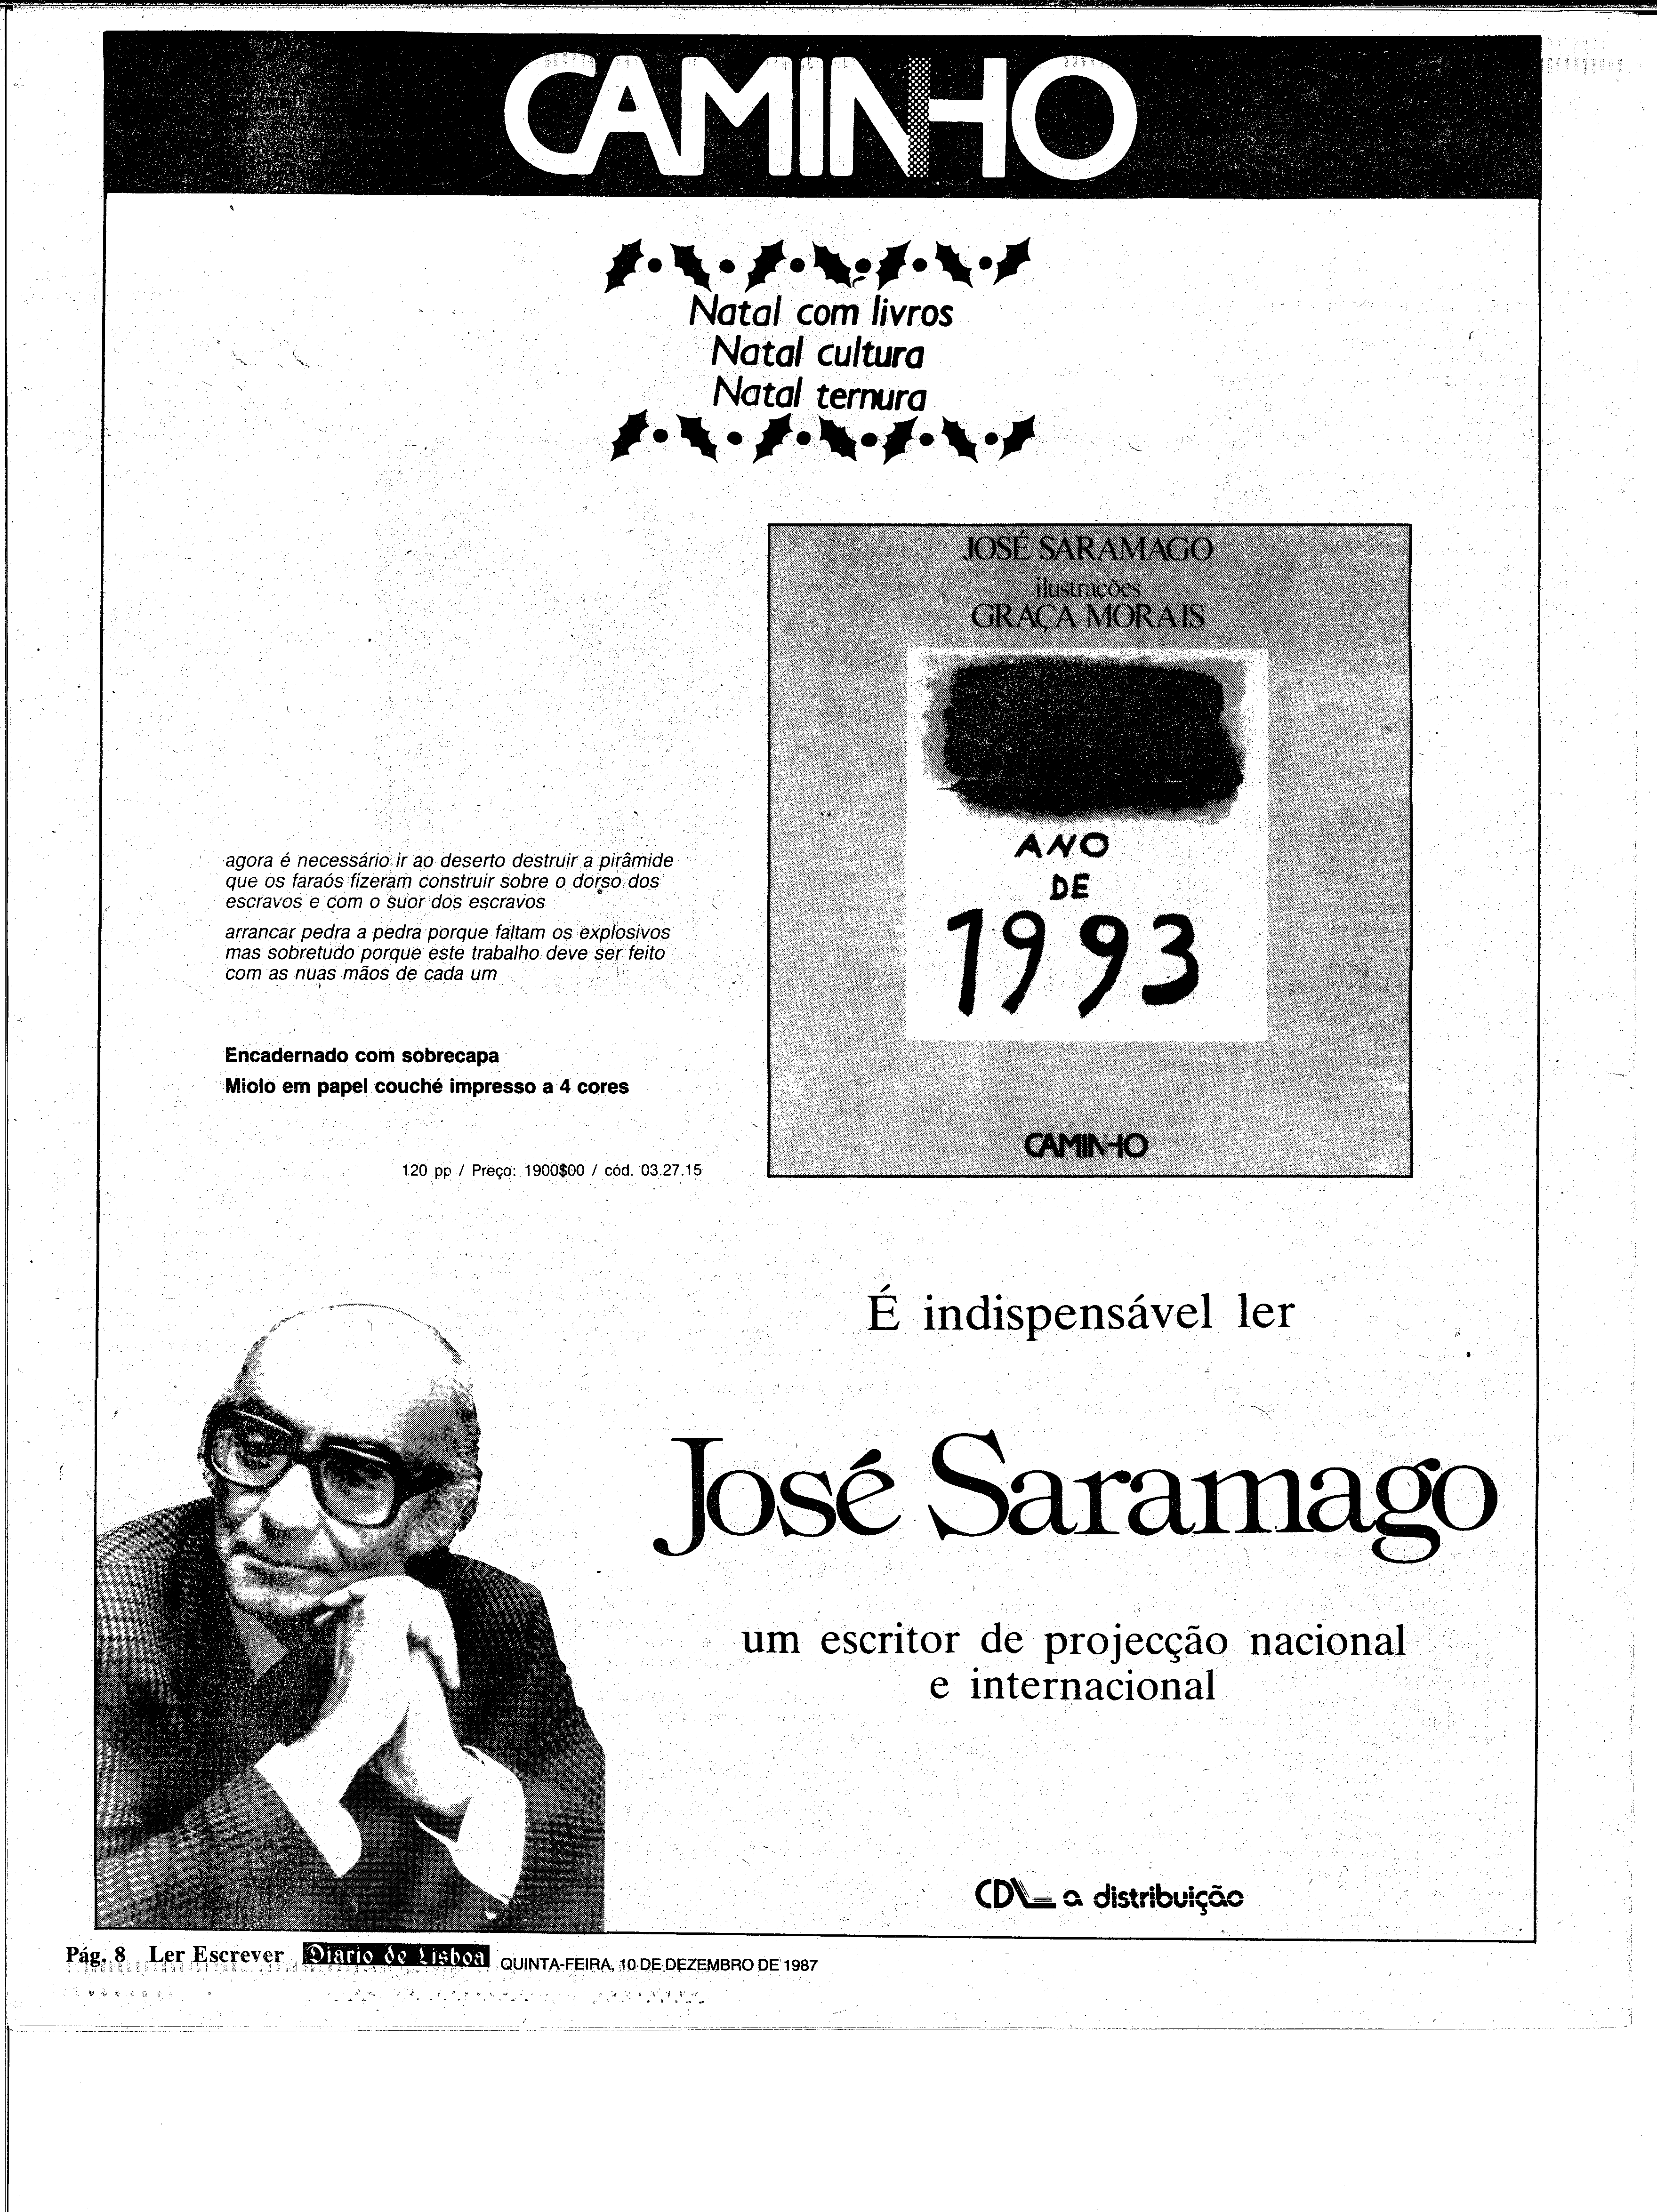 CAMINHO
Natal com livros
Natal cultura
Natal ternura
JOSÉ SARAMAGO
ilustrações
GRAÇA MORAIS
ANO
DE
1993
CAMINHO
agora é necessário ir ao deserto destruir a pirâmide
que os faraós fizeram construir sobre o dorso dos
escravos e com o suor dos escravos
arrancar pedra a pedra porque faltam os explosivos
mas sobretudo porque este trabalho deve ser feito
com as nuas mãos de cada um
Encadernado com sobrecapa
Miolo em papel couché impresso a 4 cores
120 pp / Preço: 1900$00 / cód. 03.27.15
É indispensável ler
José Saramago
um escritor de projecção nacional
e internacional
CDL a distribuição
Pág. 8 Ler Escrever Diário de Lisboa QUINTA-FEIRA, 10 DE DEZEMBRO DE 1987